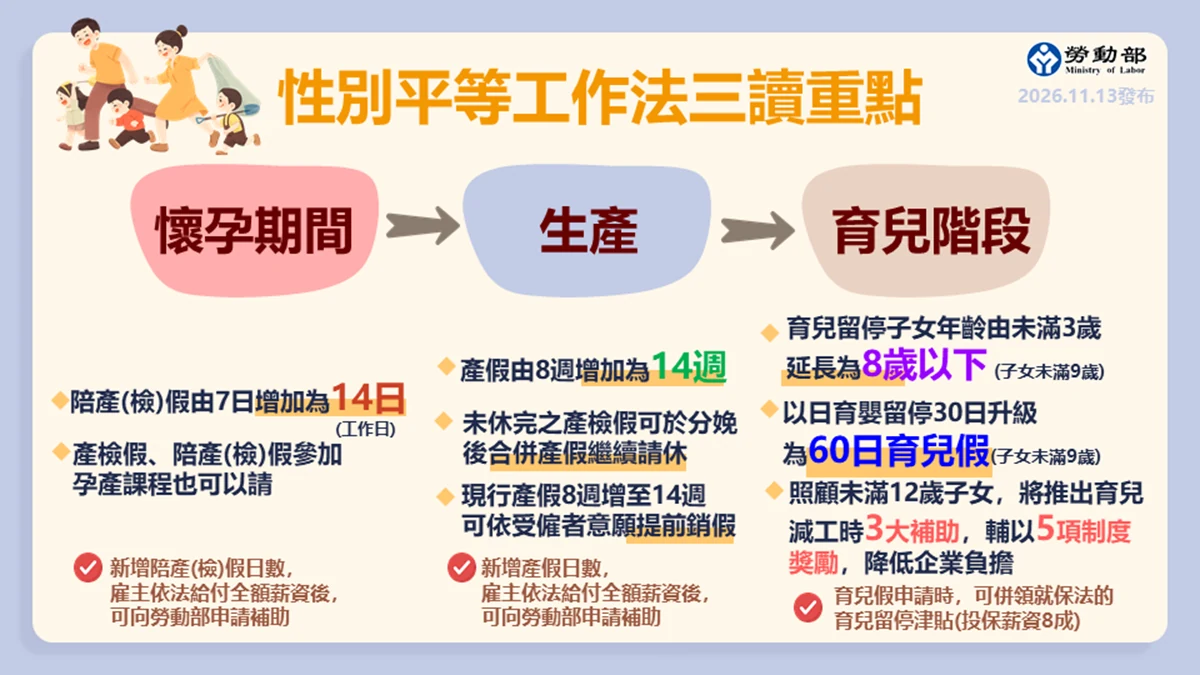 性別平等工作法三讀重點
勞動部
Ministry of Labor
2026.11.13發布
懷孕期間
陪產(檢)假由7日增加為14日
(工作日)
產檢假、陪產(檢)假參加
孕產課程也可以請
新增陪產(檢)假日數，
雇主依法給付全額薪資後，
可向勞動部申請補助
生產
產假由8週增加為14週
未休完之產檢假可於分娩
後合併產假繼續請休
現行產假8週增至14週
可依受僱者意願提前銷假
新增產假日數，
雇主依法給付全額薪資後，
可向勞動部申請補助
育兒階段
育兒留停子女年齡由未滿3歲
延長為8歲以下(子女未滿9歲)
以日育嬰留停30日升級
為60日育兒假(子女未滿9歲)
照顧未滿12歲子女，將推出育兒
減工時3大補助，輔以5項制度
獎勵，降低企業負擔
育兒假申請時，可併領就保法的
育兒留停津貼(投保薪資8成)